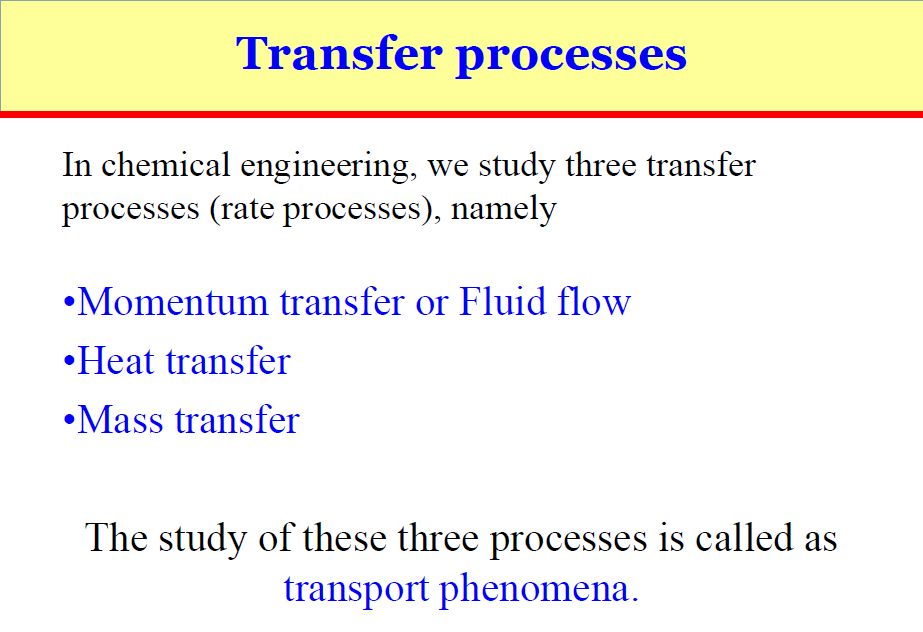 Transfer processes
In chemical engineering, we study three transfer
processes (rate processes), namely
•Momentum transfer or Fluid flow
•Heat transfer
•Mass transfer
The study of these three processes is called as
transport phenomena.